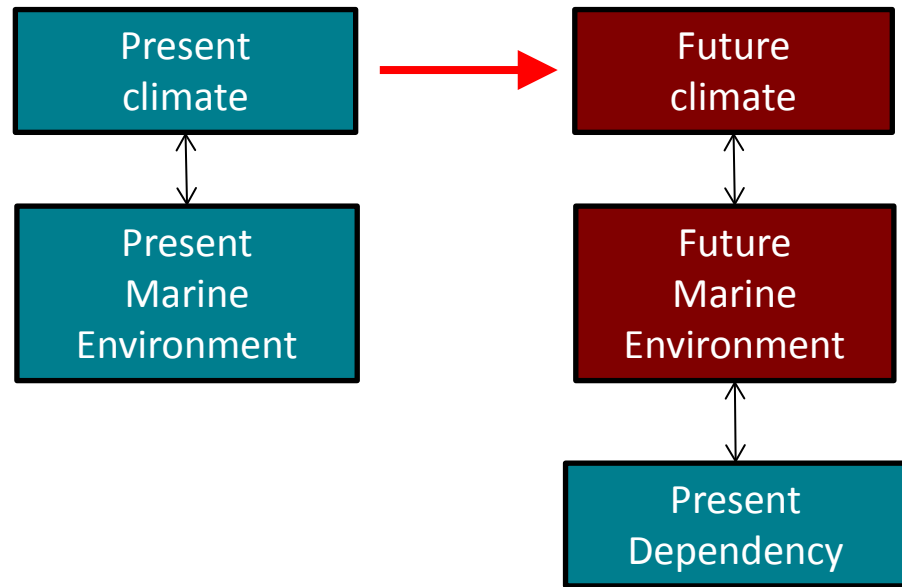 Present
climate
Future
climate
Present
Marine
Environment
Future
Marine
Environment
Present
Dependency